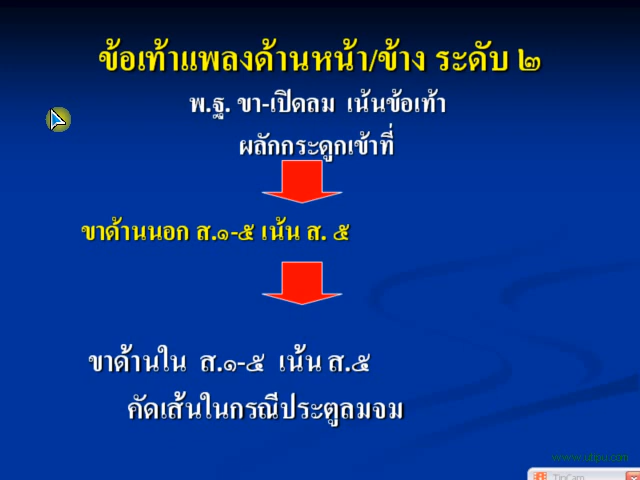 ข้อเท้าแพลงด้านหน้า/ข้าง ระดับ ๒
พ.ฐ. ขา-เปิดลม เน้นข้อเท้า
ผลักกระดูกเข้าที่
ขาด้านนอก ส.๑-๕ เน้น ส. ๕
ขาด้านใน ส.๑-๕ เน้น ส.๕
คัดเส้นในกรณีประตูลมจม
TipCam